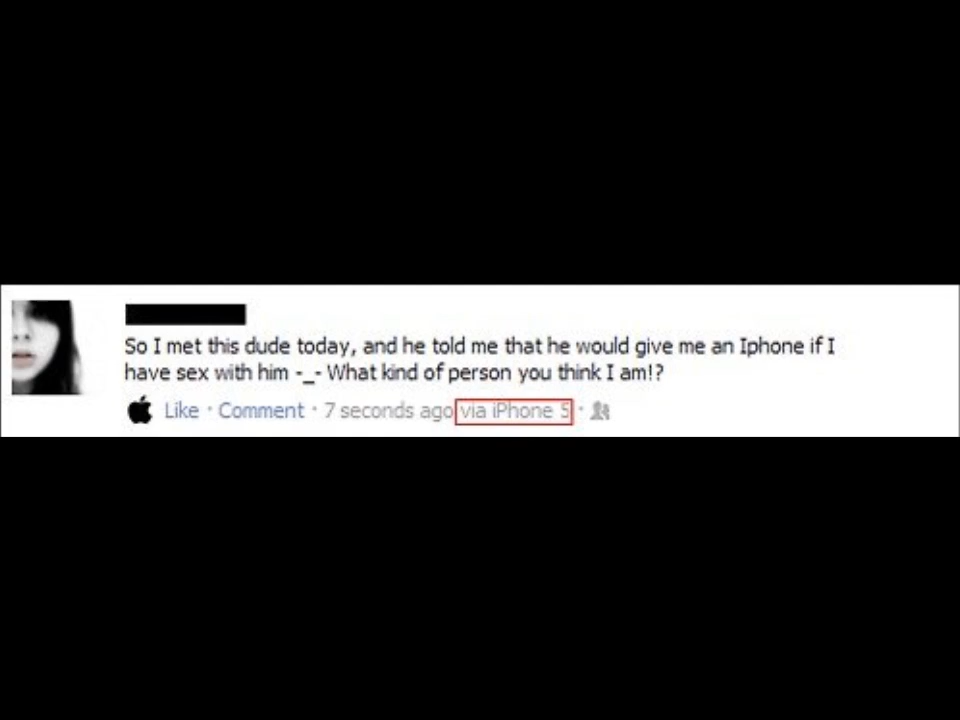 So I met this dude today, and he told me that he would give me an Iphone if I
have sex with him -_- What kind of person you think I am!?
Like · Comment · 7 seconds ago via iPhone 5 ·